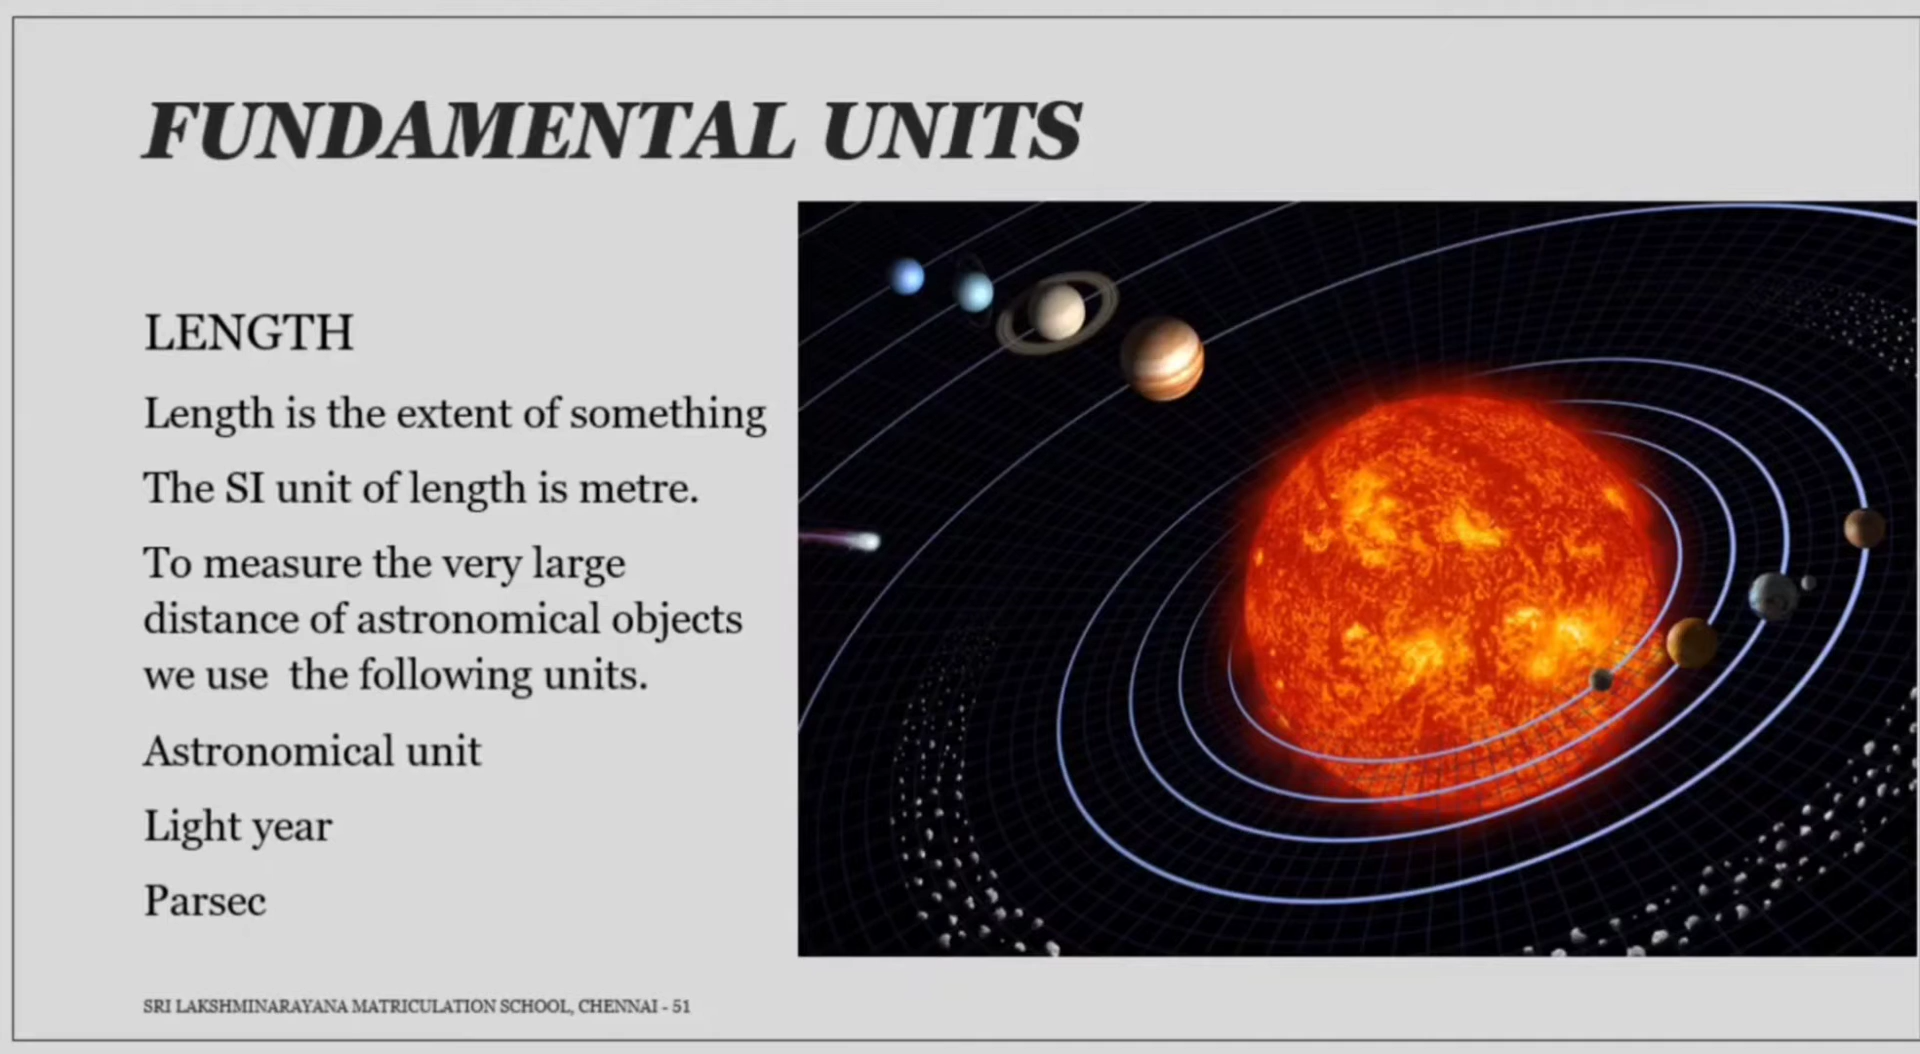 FUNDAMENTAL UNITS
LENGTH
Length is the extent of something
The SI unit of length is metre.
To measure the very large
distance of astronomical objects
we use  the following units.
Astronomical unit
Light year
Parsec
SRI LAKSHMINARAYANA MATRICULATION SCHOOL, CHENNAI - 51